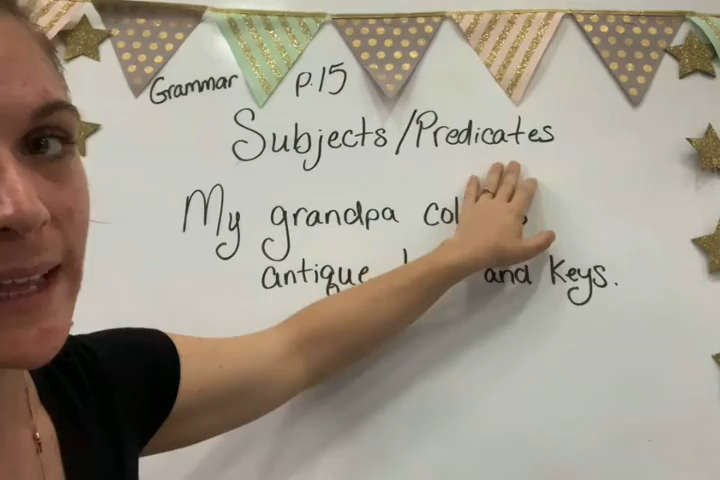 Grammar p.15
Subjects/Predicates
My grandpa
antique and keys.